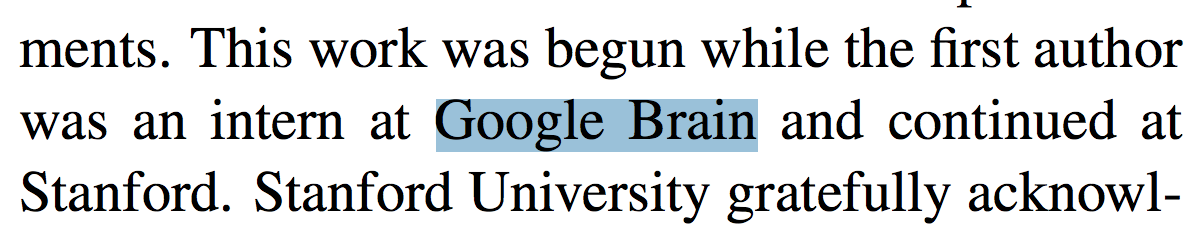 ments. This work was begun while the first author
was an intern at Google Brain and continued at
Stanford. Stanford University gratefully acknowl-